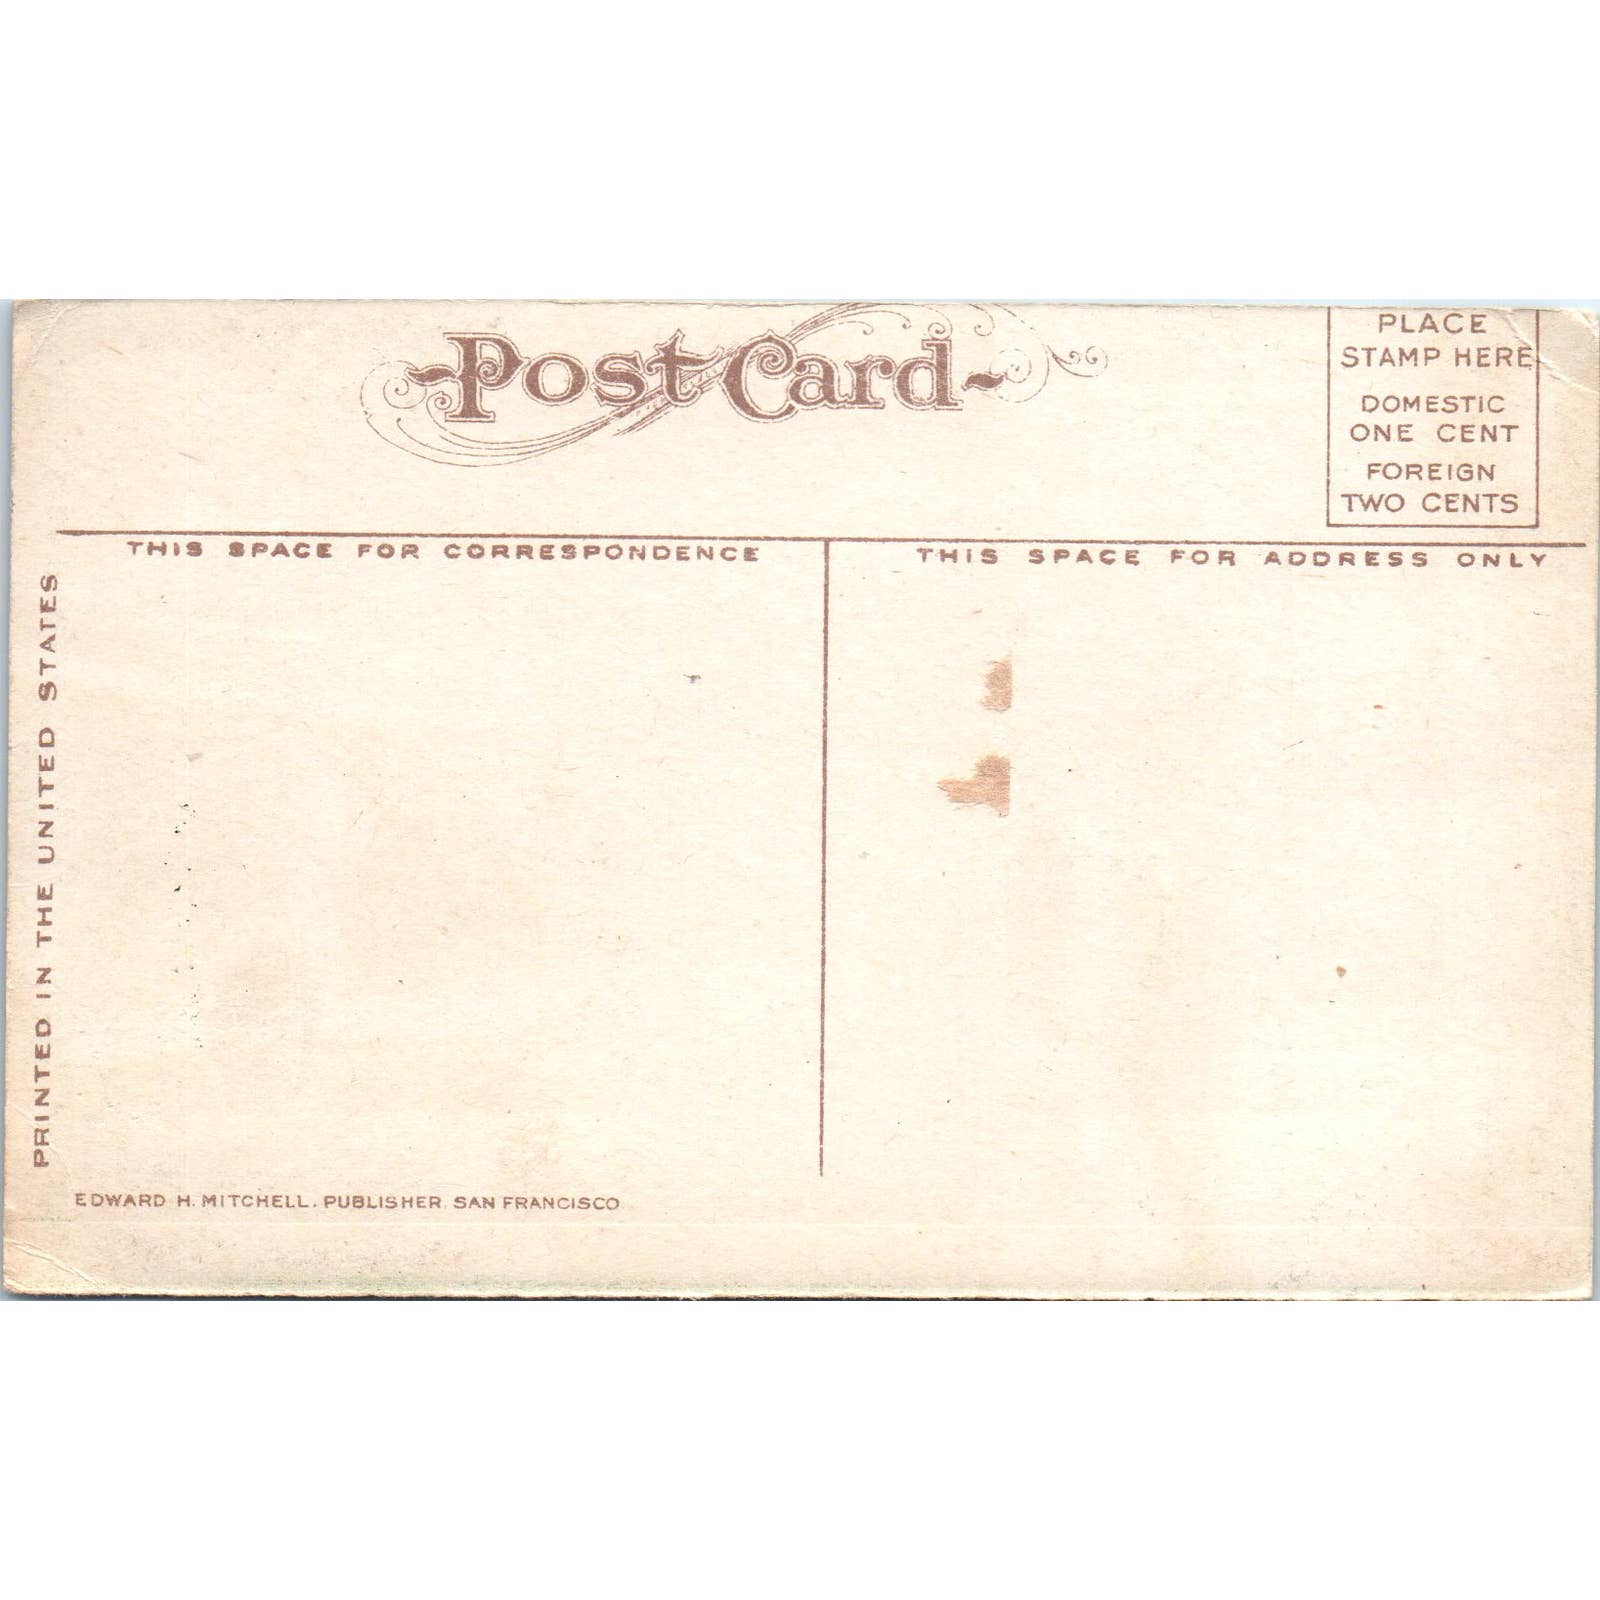 Post Card
PLACE
STAMP HERE
DOMESTIC
ONE CENT
FOREIGN
TWO CENTS
THIS SPACE FOR CORRESPONDENCE
THIS SPACE FOR ADDRESS ONLY
PRINTED IN THE UNITED STATES
EDWARD H. MITCHELL. PUBLISHER. SAN FRANCISCO